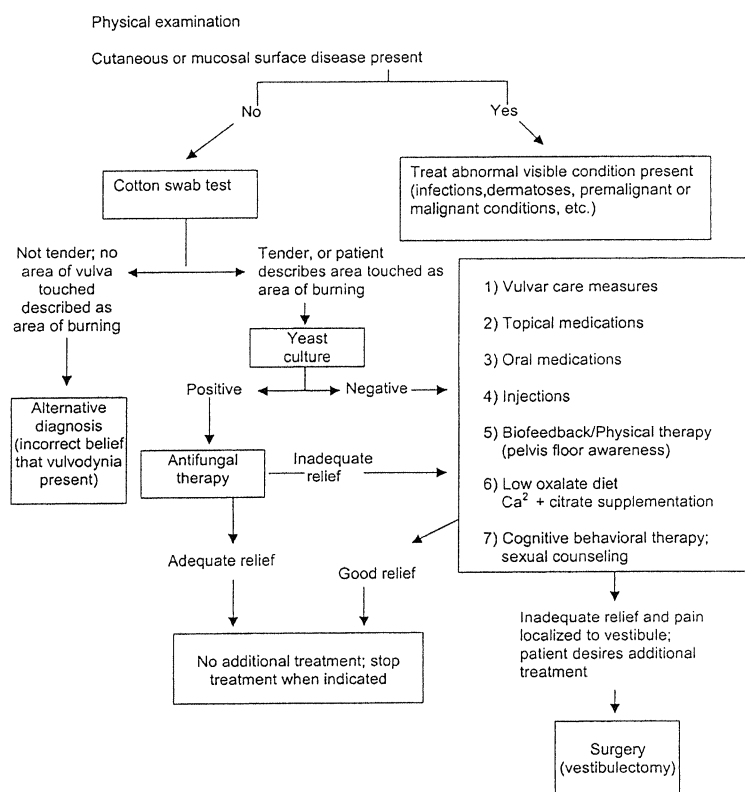 Physical examination
Cutaneous or mucosal surface disease present
No
Yes
Cotton swab test
Treat abnormal visible condition present
(infections,dermatoses, premalignant or
malignant conditions, etc.)
Not tender; no
area of vulva
touched
described as
area of burning
Tender, or patient
describes area touched as
area of burning
Yeast
culture
Positive
Negative
Alternative
diagnosis
(incorrect belief
that vulvodynia
present)
Antifungal
therapy
Inadequate
relief
1) Vulvar care measures
2) Topical medications
3) Oral medications
4) Injections
5) Biofeedback/Physical therapy
(pelvis floor awareness)
6) Low oxalate diet
Ca² + citrate supplementation
7) Cognitive behavioral therapy;
sexual counseling
Adequate relief
Good relief
No additional treatment; stop
treatment when indicated
Inadequate relief and pain
localized to vestibule;
patient desires additional
treatment
Surgery
(vestibulectomy)